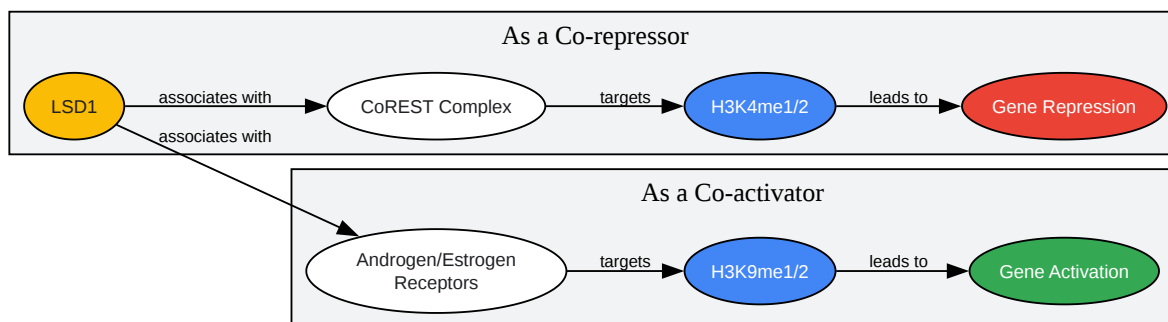 As a Co-repressor
LSD1
associates with
CoREST Complex
targets
H3K4me1/2
leads to
Gene Repression
associates with
As a Co-activator
Androgen/Estrogen
Receptors
targets
H3K9me1/2
leads to
Gene Activation